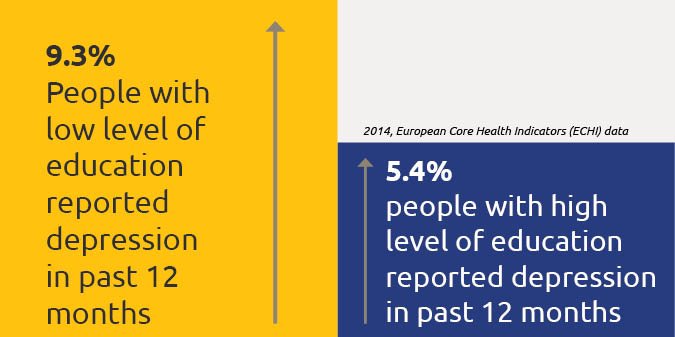 9.3%
People with
low level of
education
reported
depression
in past 12
months
2014, European Core Health Indicators (ECHI) data
5.4%
people with high
level of education
reported depression
in past 12 months